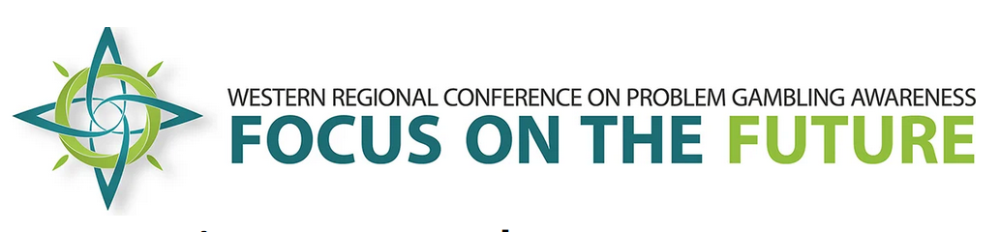 WESTERN REGIONAL CONFERENCE ON PROBLEM GAMBLING AWARENESS
FOCUS ON THE FUTURE